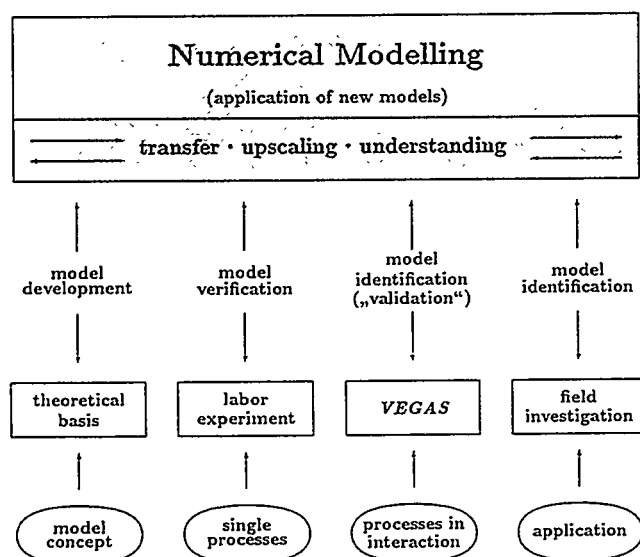 Numerical Modelling
(application of new models)
transfer · upscaling · understanding
model
development
model
verification
model
identification
(„validation“)
model
identification
theoretical
basis
labor
experiment
VEGAS
field
investigation
model
concept
single
processes
processes in
interaction
application